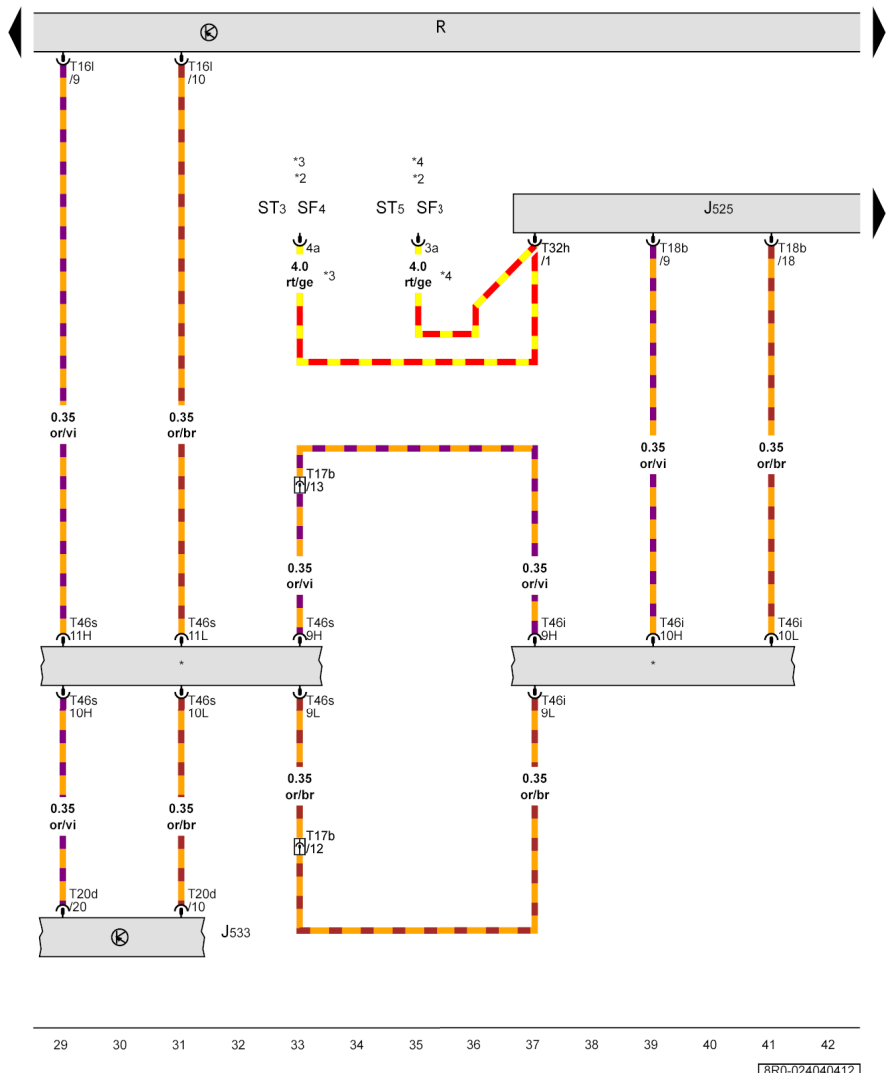 R
T16l
/9
T16l
/10
*3
*2
ST3 SF4
*4
*2
ST5 SF3
J525
4a
4.0
rt/ge
*3
3a
4.0
rt/ge
*4
T32h
/1
T18b
/9
T18b
/18
0.35
or/vi
0.35
or/br
0.35
or/vi
0.35
or/br
T17b
/13
0.35
or/vi
0.35
or/vi
T46s
11H
T46s
11L
T46s
9H
T46i
9H
T46i
10H
T46i
10L
*
*
T46s
10H
T46s
10L
T46s
9L
T46i
9L
0.35
or/br
0.35
or/br
0.35
or/vi
0.35
or/br
T17b
/12
T20d
/20
T20d
/10
J533
29 30 31 32 33 34 35 36 37 38 39 40 41 42
8R0-024040412